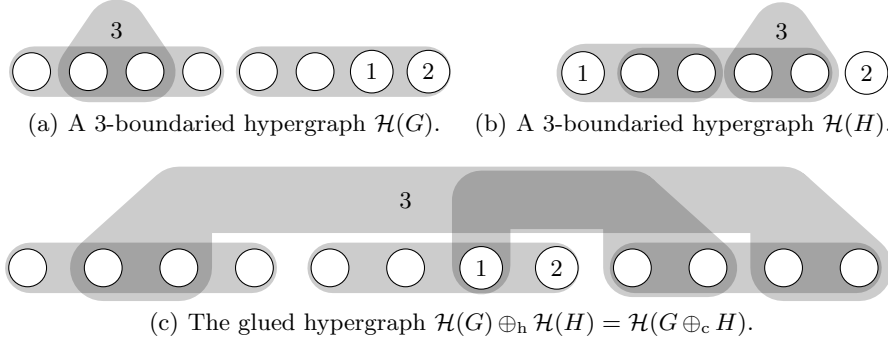 3 3
1 2 1 2
(a) A 3-boundaried hypergraph ℋ(G). (b) A 3-boundaried hypergraph ℋ(H).
3
1 2
(c) The glued hypergraph ℋ(G) ⊕h ℋ(H) = ℋ(G ⊕c H).